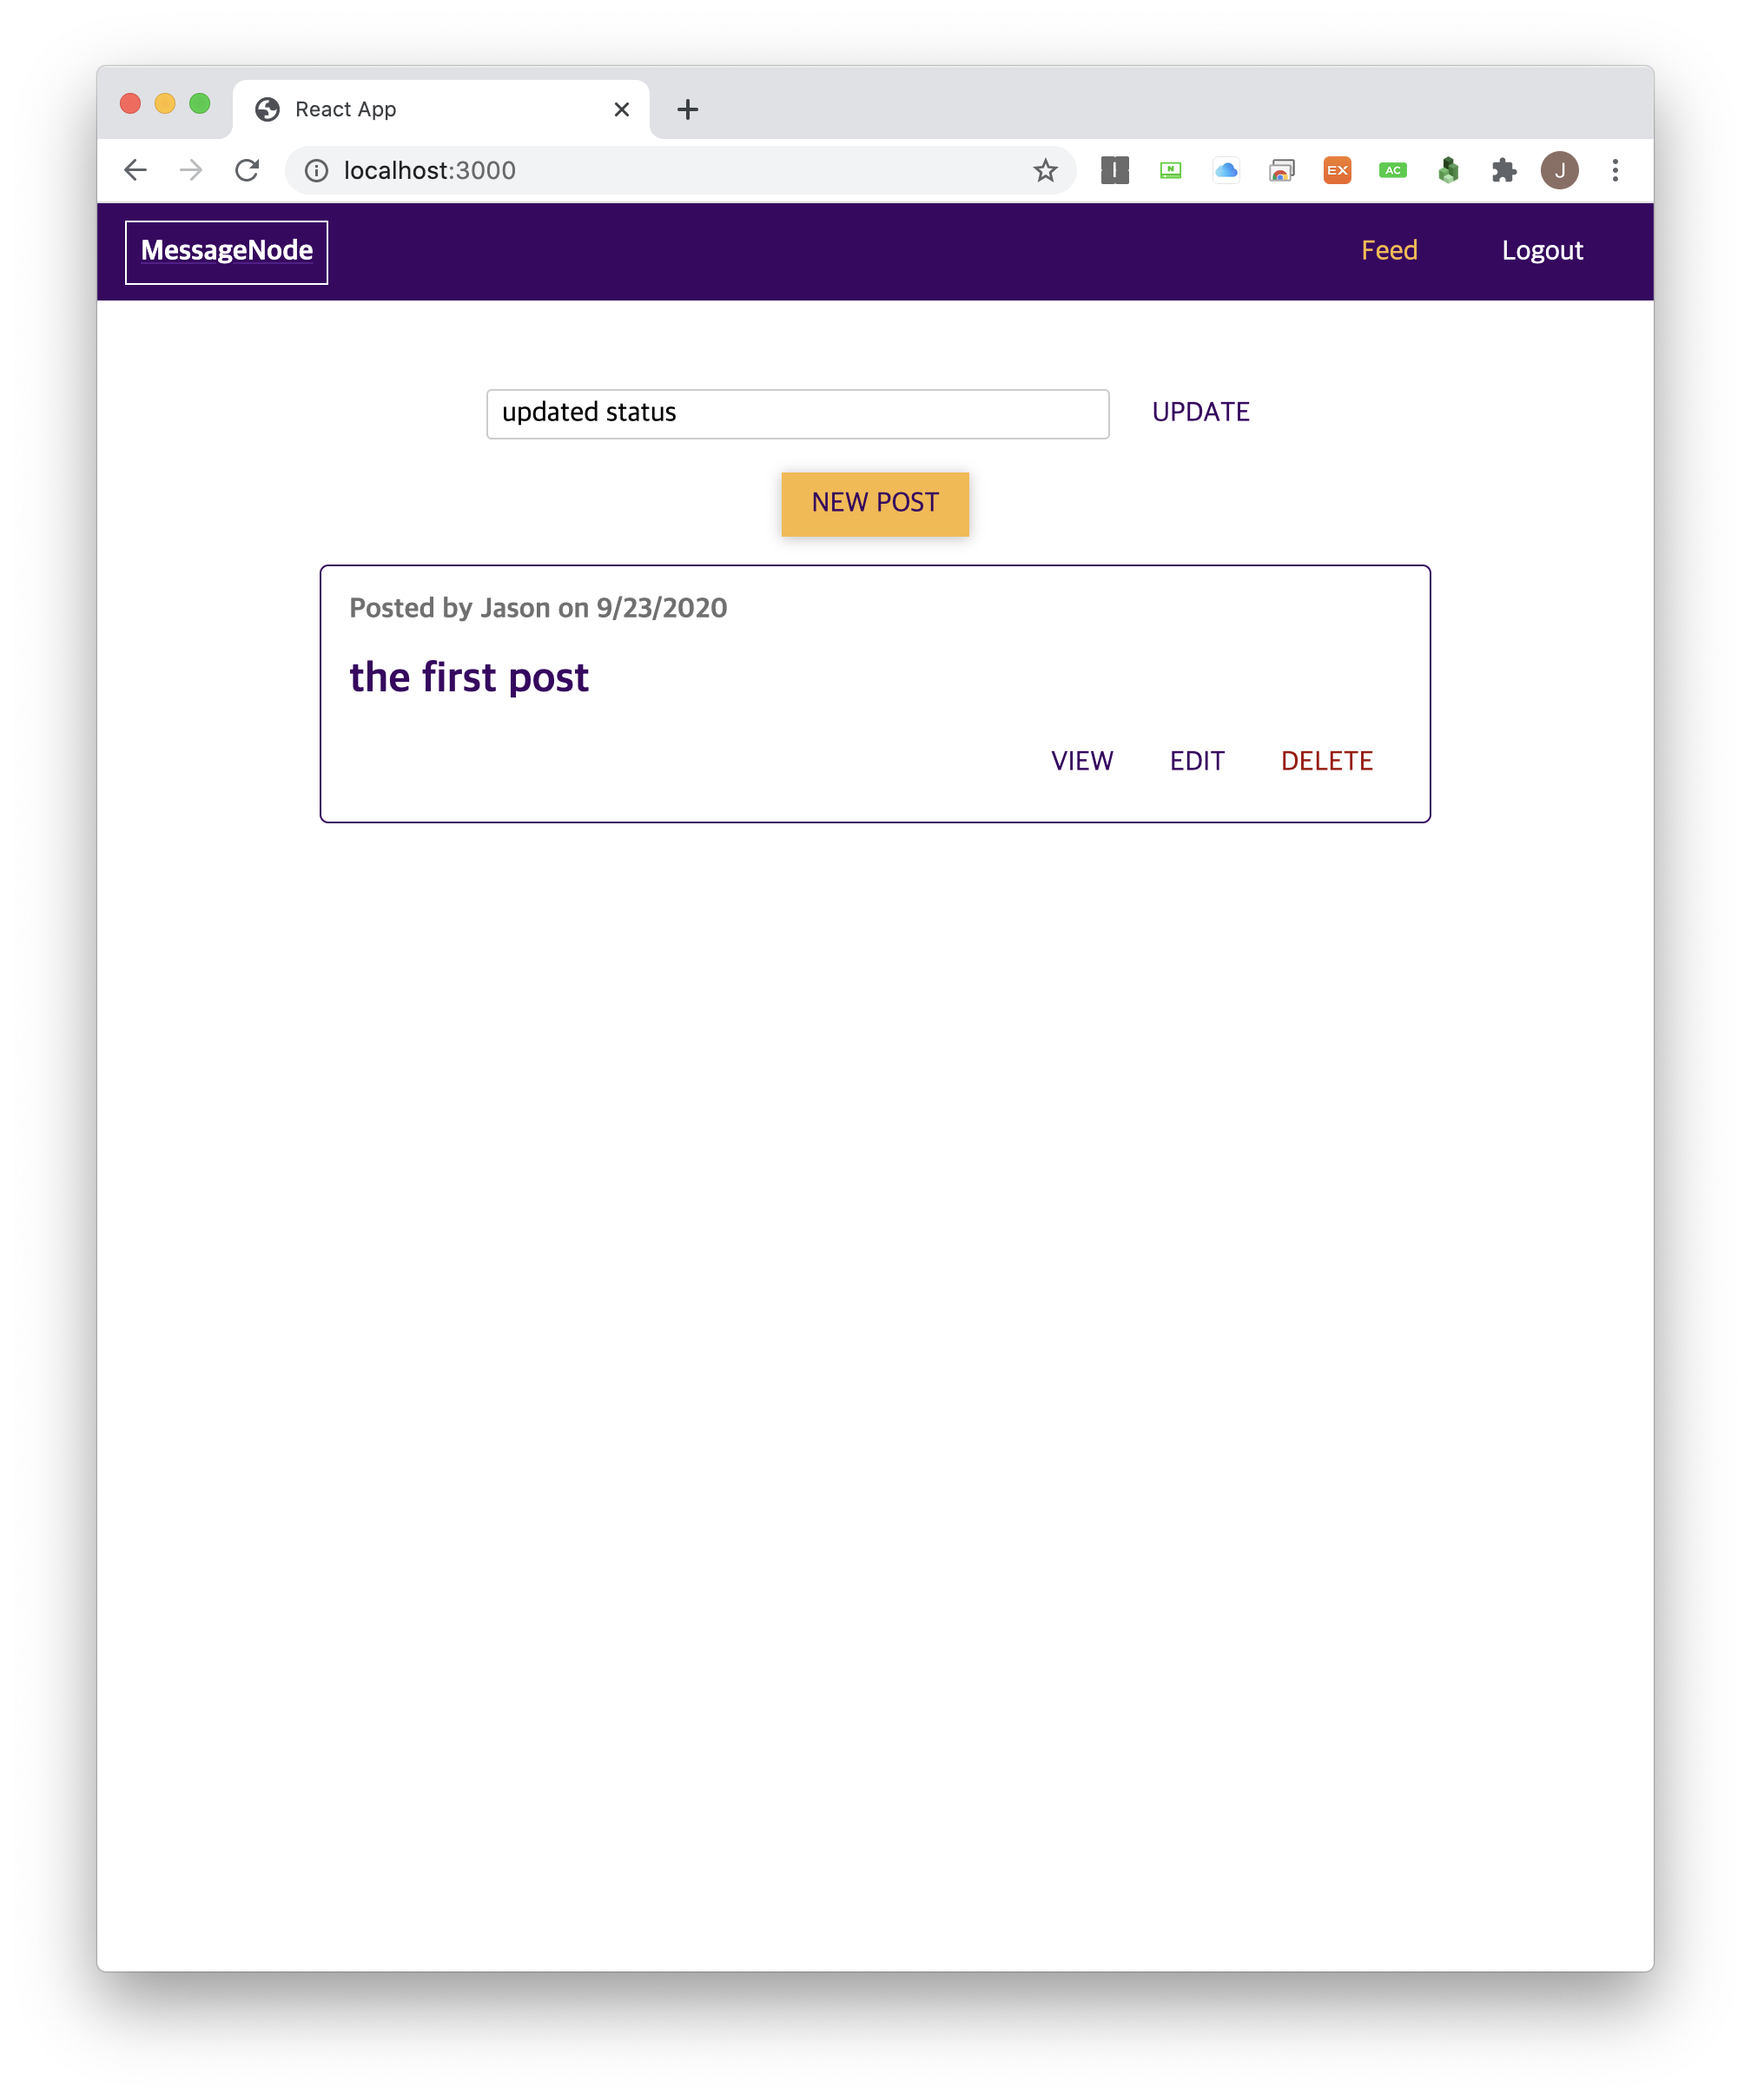 React App
localhost:3000
N
EX
AC
J
MessageNode
Feed
Logout
updated status
UPDATE
NEW POST
Posted by Jason on 9/23/2020
the first post
VIEW
EDIT
DELETE